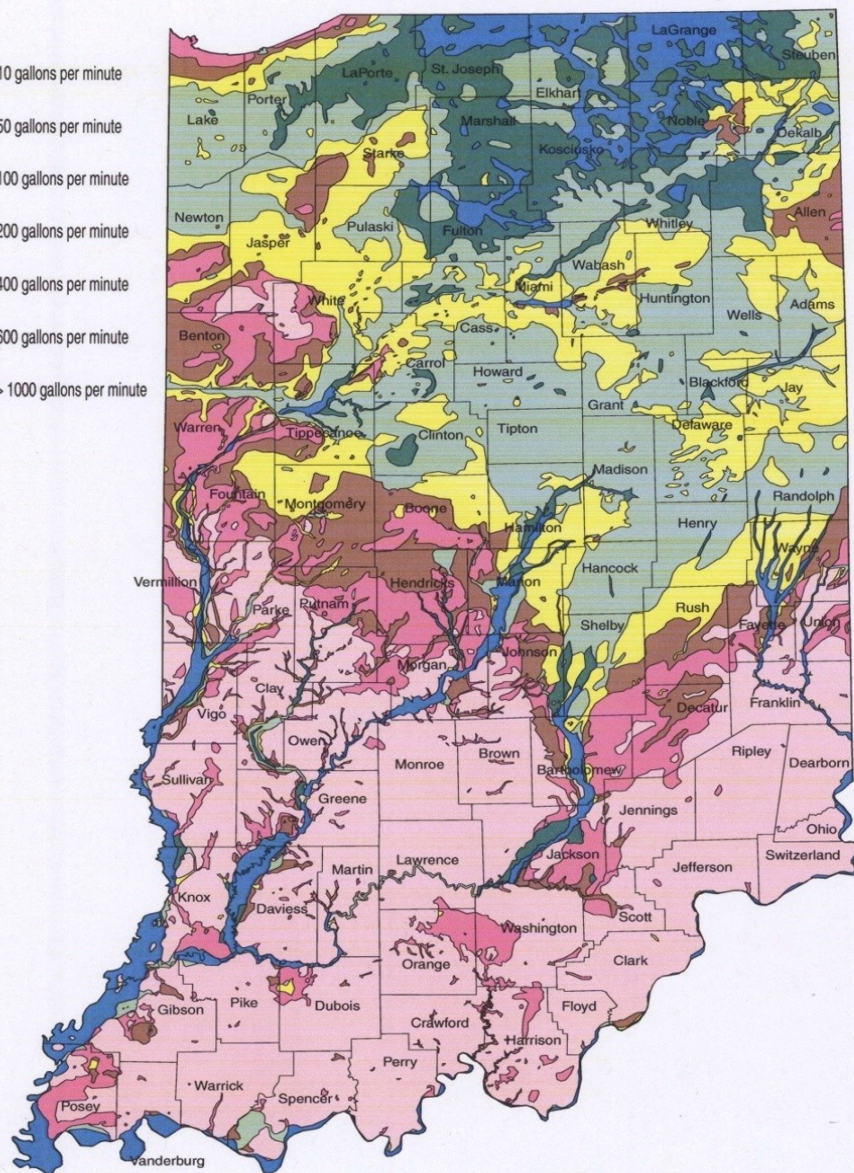 10 gallons per minute
50 gallons per minute
100 gallons per minute
200 gallons per minute
400 gallons per minute
600 gallons per minute
> 1000 gallons per minute
LaGrange
Steuben
LaPorte
St. Joseph
Elkhart
Porter
Lake
Marshall
Noble
Dekalb
Starke
Kosciusko
Newton
Allen
Pulaski
Fulton
Whitley
Jasper
Wabash
Miami
Huntington
White
Wells
Adams
Benton
Cass
Carrol
Howard
Blackford
Jay
Grant
Warren
Tippecanoe
Clinton
Tipton
Delaware
Madison
Fountain
Montgomery
Boone
Randolph
Hamilton
Henry
Wayne
Vermillion
Hendricks
Marion
Hancock
Parke
Putnam
Rush
Shelby
Fayette
Union
Johnson
Morgan
Clay
Vigo
Decatur
Franklin
Owen
Monroe
Brown
Ripley
Dearborn
Bartholomew
Sullivan
Greene
Jennings
Ohio
Jackson
Switzerland
Lawrence
Martin
Jefferson
Knox
Daviess
Scott
Washington
Orange
Clark
Gibson
Pike
Dubois
Floyd
Crawford
Harrison
Perry
Warrick
Spencer
Posey
Vanderburg